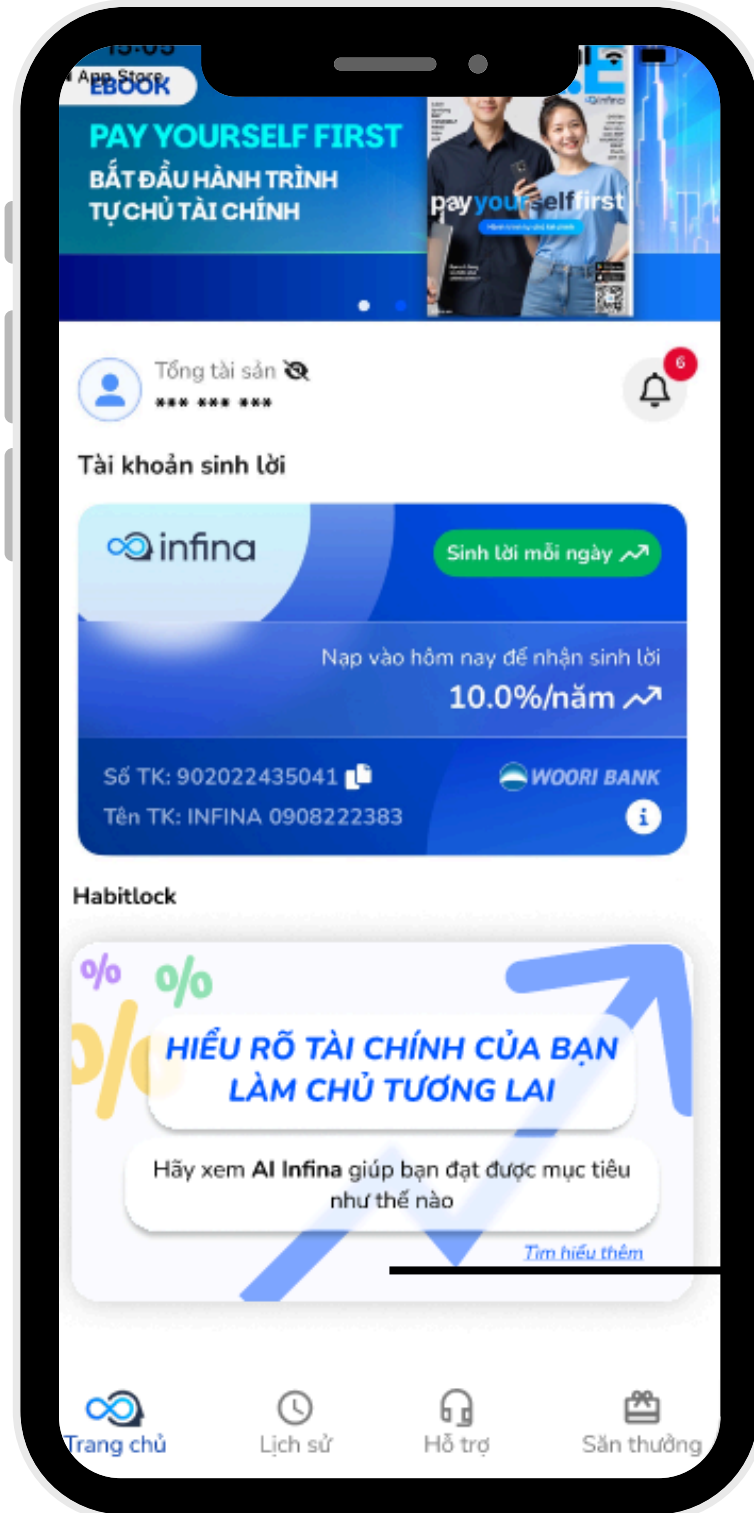 15:05
App Store
EBOOK
PAY YOURSELF FIRST
BẮT ĐẦU HÀNH TRÌNH
TỰ CHỦ TÀI CHÍNH
infina
pay yourselffirst
Tổng tài sản
*** *** ***
6
Tài khoản sinh lời
infina
Sinh lời mỗi ngày
Nạp vào hôm nay để nhận sinh lời
10.0%/năm
Số TK: 902022435041
WOORI BANK
Tên TK: INFINA 0908222383
i
Habitlock
% %
%
HIỂU RÕ TÀI CHÍNH CỦA BẠN
LÀM CHỦ TƯƠNG LAI
Hãy xem AI Infina giúp bạn đạt được mục tiêu
như thế nào
Tìm hiểu thêm
Trang chủ
Lịch sử
Hỗ trợ
Săn thưởng